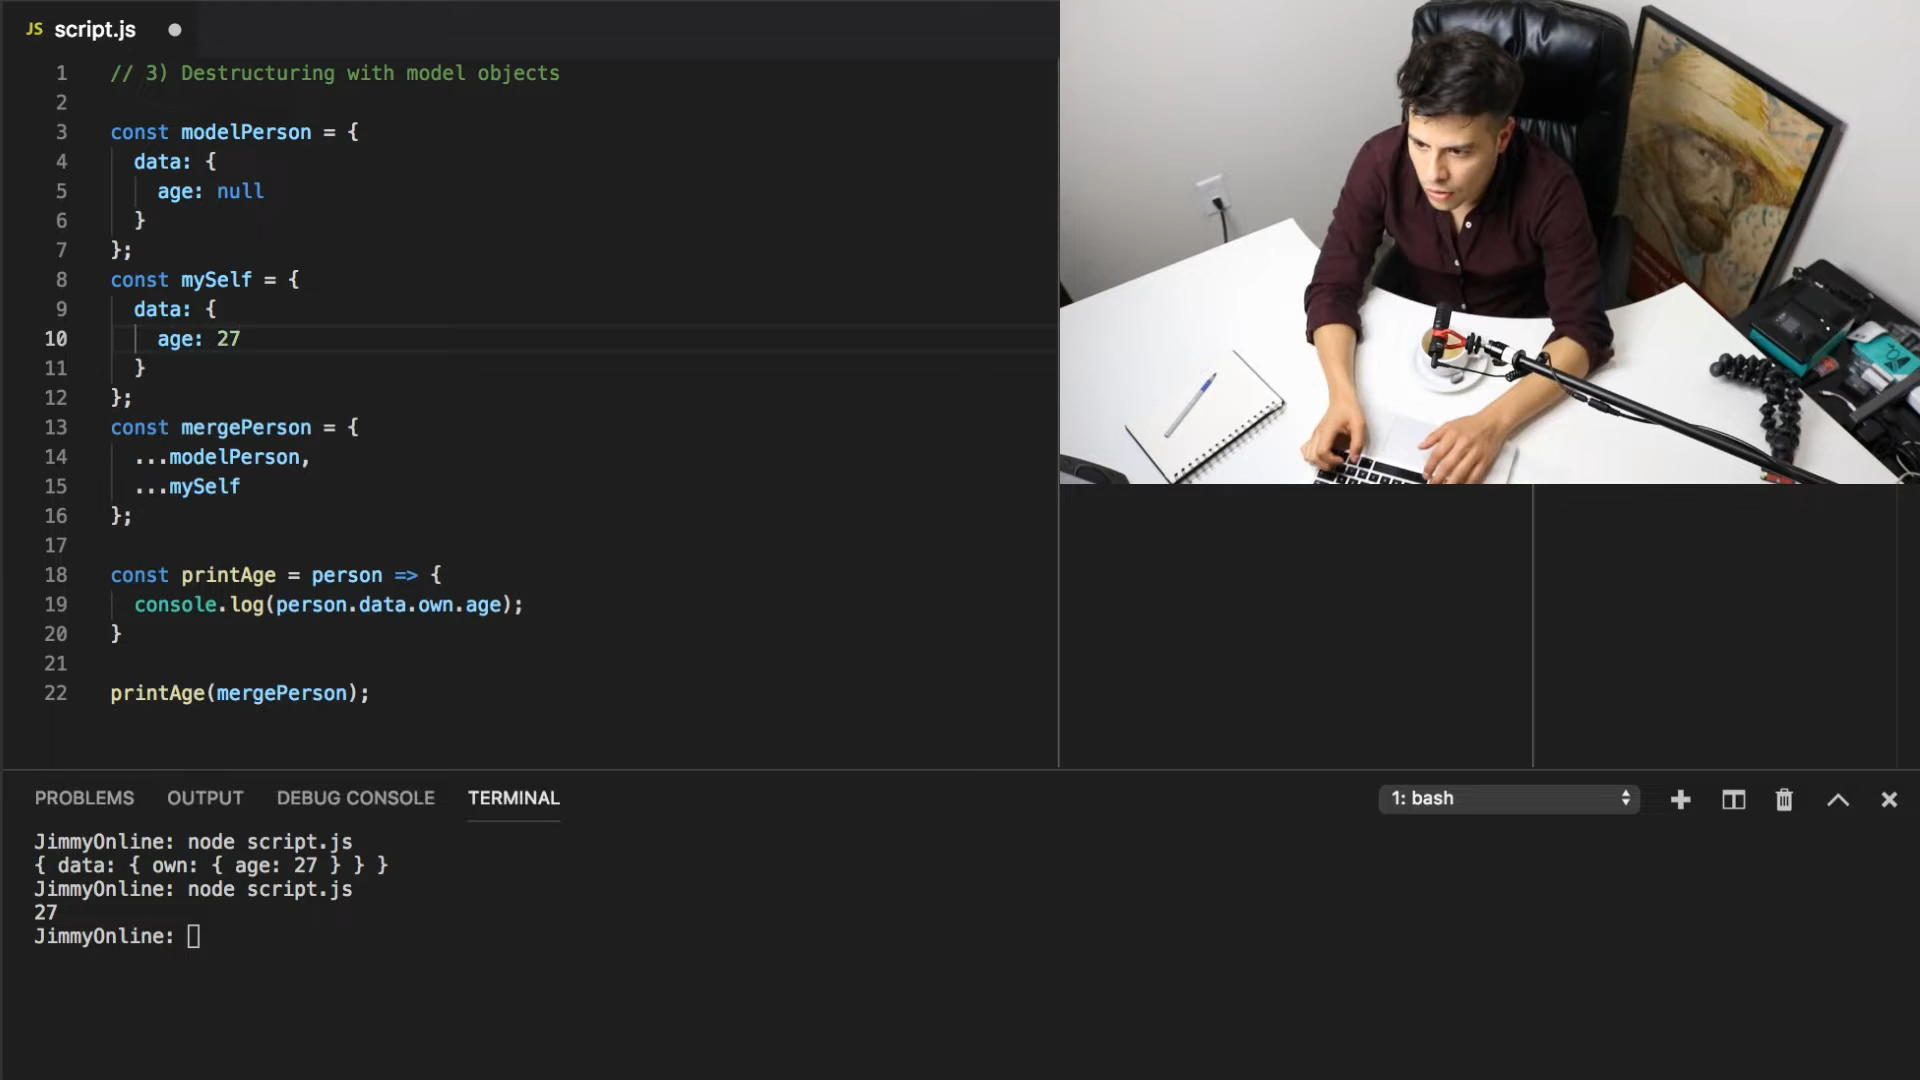 JS script.js
1 // 3) Destructuring with model objects
2
3 const modelPerson = {
4 data: {
5 age: null
6 }
7 };
8 const mySelf = {
9 data: {
10 age: 27
11 }
12 };
13 const mergePerson = {
14 ...modelPerson,
15 ...mySelf
16 };
17
18 const printAge = person => {
19 console.log(person.data.own.age);
20 }
21
22 printAge(mergePerson);
PROBLEMS OUTPUT DEBUG CONSOLE TERMINAL 1: bash
JimmyOnline: node script.js
{ data: { own: { age: 27 } } }
JimmyOnline: node script.js
27
JimmyOnline: